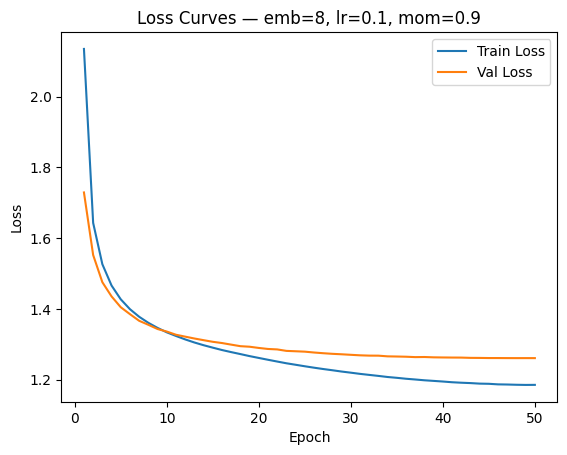 Loss Curves — emb=8, lr=0.1, mom=0.9
Train Loss
Val Loss
Loss
2.0
1.8
1.6
1.4
1.2
0
10
20
30
40
50
Epoch